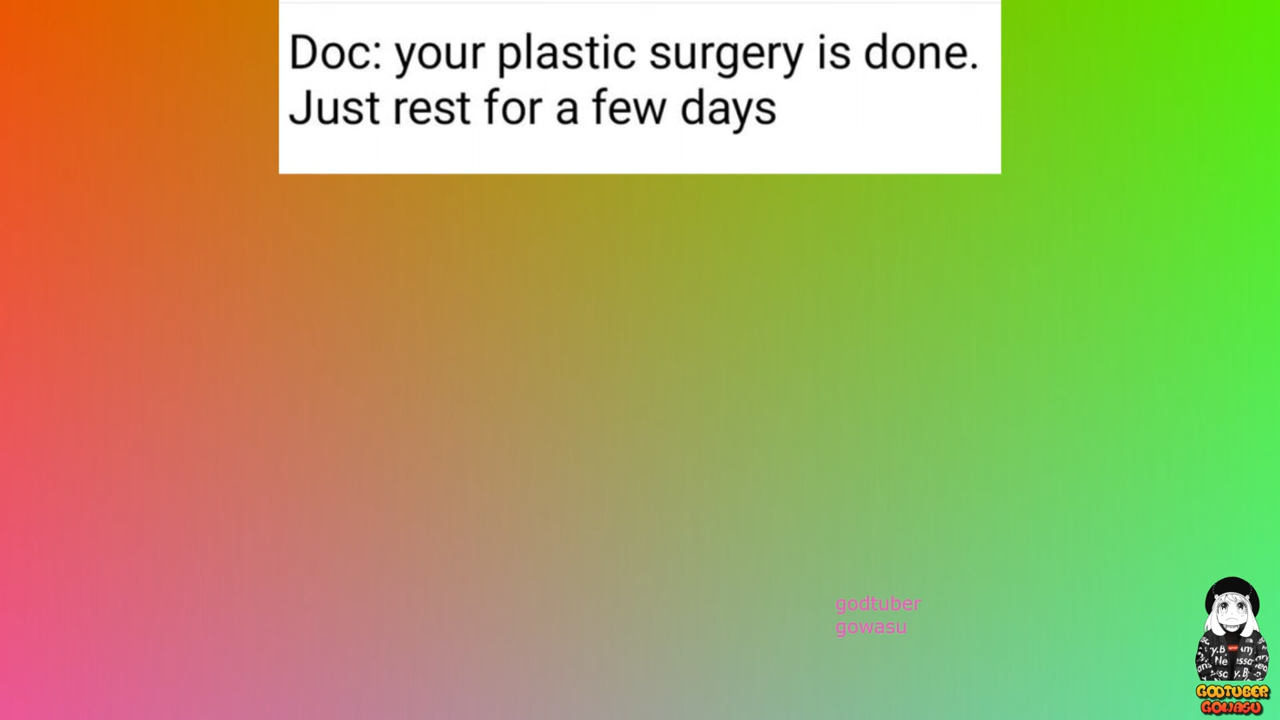 Doc: your plastic surgery is done.
Just rest for a few days
godtuber
gowasu
GODTUBER
GOWASU